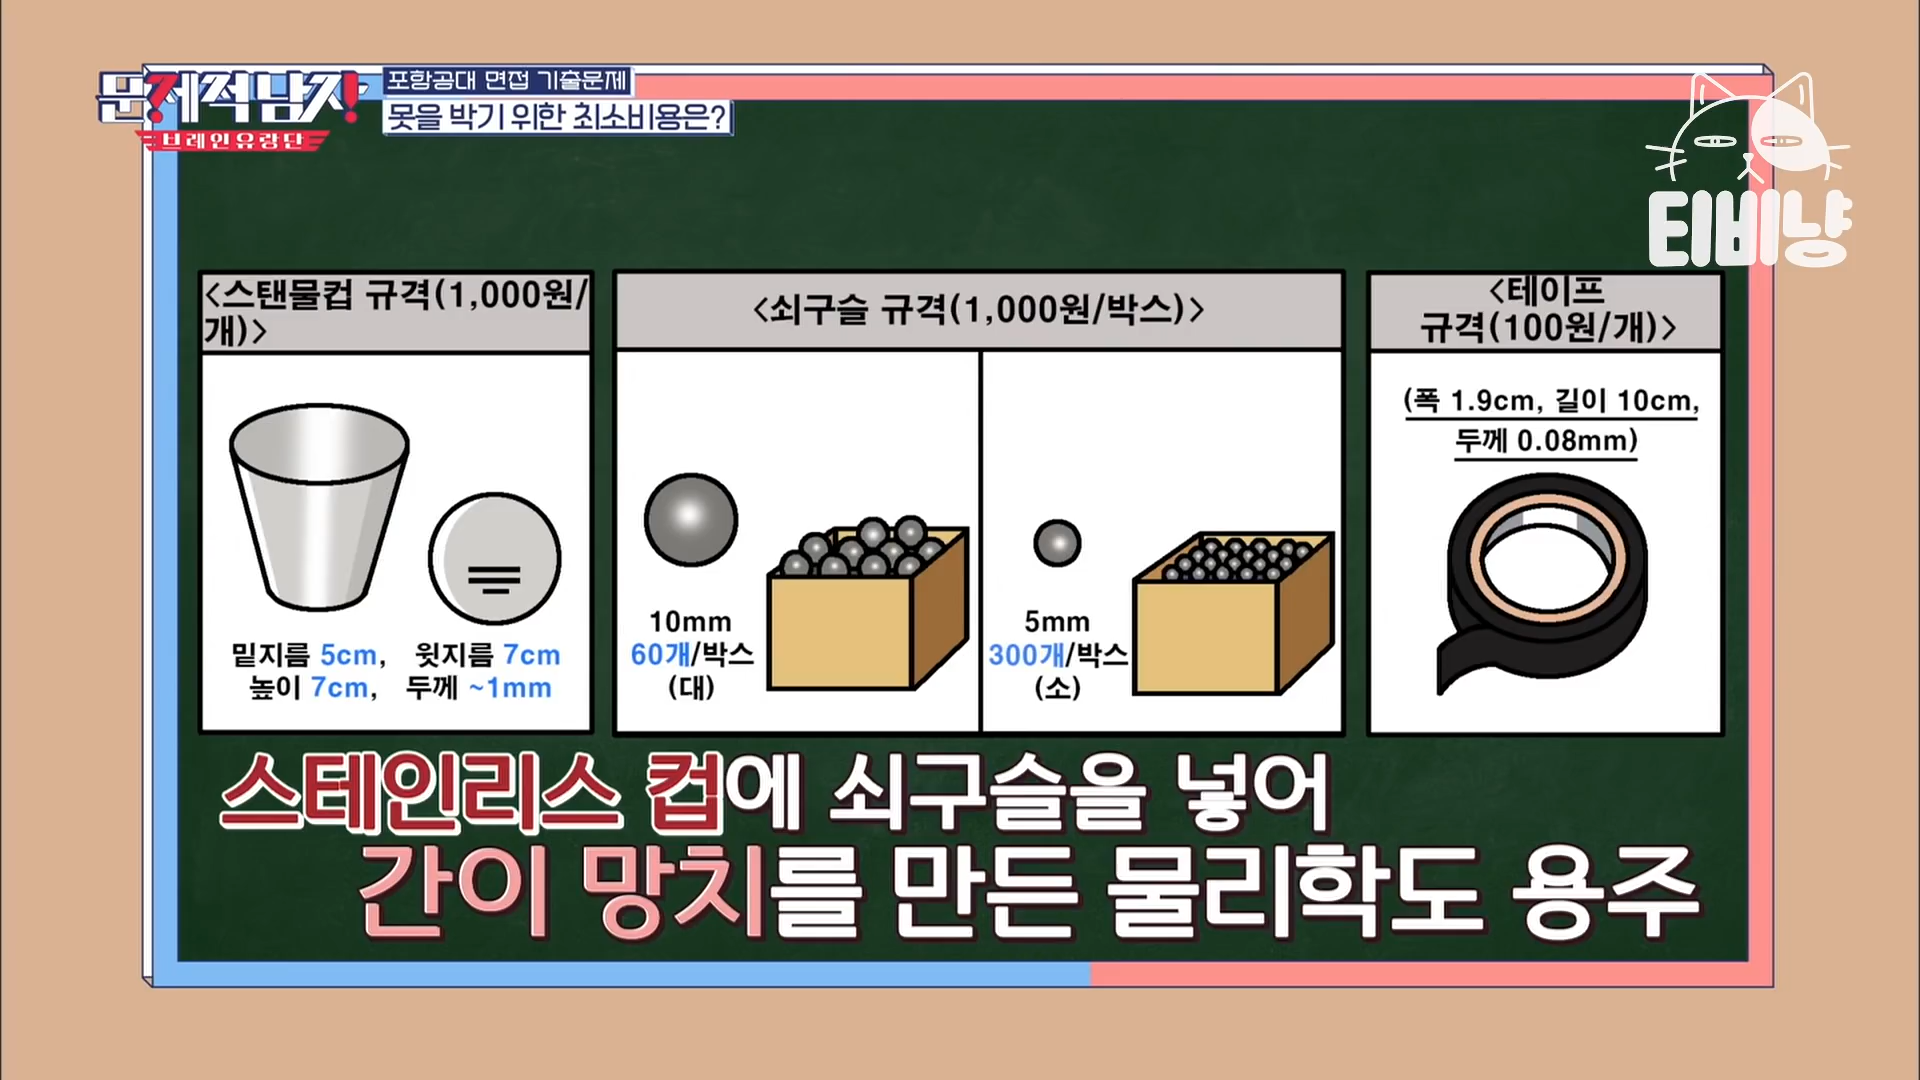 문제적남자!
브레인유랑단
포항공대 면접 기출문제
못을 박기 위한 최소비용은?
티비냥
<스탠물컵 규격(1,000원/
개)>
밑지름 5cm, 윗지름 7cm
높이 7cm, 두께 ~1mm
<쇠구슬 규격(1,000원/박스)>
10mm
60개/박스
(대)
5mm
300개/박스
(소)
<테이프
규격(100원/개)>
(폭 1.9cm, 길이 10cm,
두께 0.08mm)
스테인리스 컵에 쇠구슬을 넣어
간이 망치를 만든 물리학도 용주